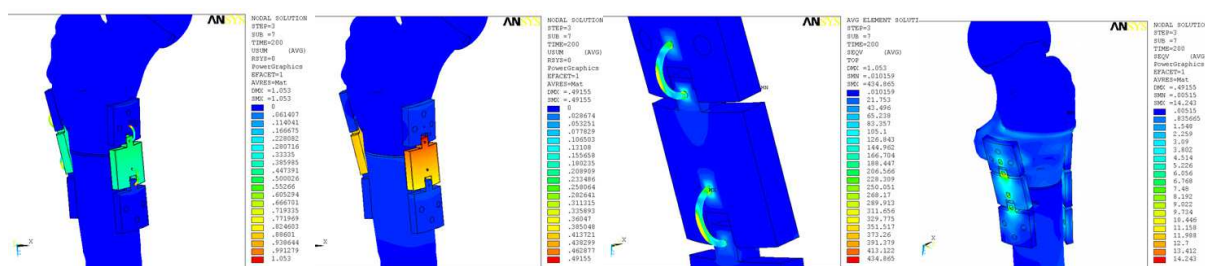 AN
NODAL SOLUTION
STEP=3
SUB =7
TIME=200
USUM (AVG)
RSYS=0
PowerGraphics
EFACET=1
AVRES=Mat
DMX =1.053
SMX =1.053
0
.061407
.114041
.166675
.228082
.280716
.33335
.385985
.447391
.500026
.55266
.605294
.666701
.719335
.771969
.824603
.88601
.938644
.991279
1.053
X
AN
NODAL SOLUTION
STEP=3
SUB =7
TIME=200
USUM (AVG)
RSYS=0
PowerGraphics
EFACET=1
AVRES=Mat
DMX =.49155
SMX =.49155
0
.028674
.053251
.077829
.106503
.13108
.155658
.180235
.208909
.233486
.258064
.282641
.311315
.335893
.36047
.385048
.413721
.438299
.462877
.49155
X
AN
MN
AVG ELEMENT SOLUTI
STEP=3
SUB =7
TIME=200
SEQV (AVG)
TOP
DMX =1.053
SMN =.010159
SMX =434.865
.010159
21.753
43.496
65.238
83.357
105.1
126.843
144.962
166.704
188.447
206.566
228.309
250.051
268.17
289.913
311.656
329.775
351.517
373.26
391.379
413.122
434.865
X
AN
NODAL SOLUTIO
STEP=3
SUB =7
TIME=200
SEQV (AVG)
PowerGraphics
EFACET=1
AVRES=Mat
DMX =.49155
SMN =.00515
SMX =14.243
.00515
.835665
1.548
2.259
3.09
3.802
4.514
5.226
6.056
6.768
7.48
8.192
9.022
9.734
10.446
11.158
11.988
12.7
13.412
14.243
X